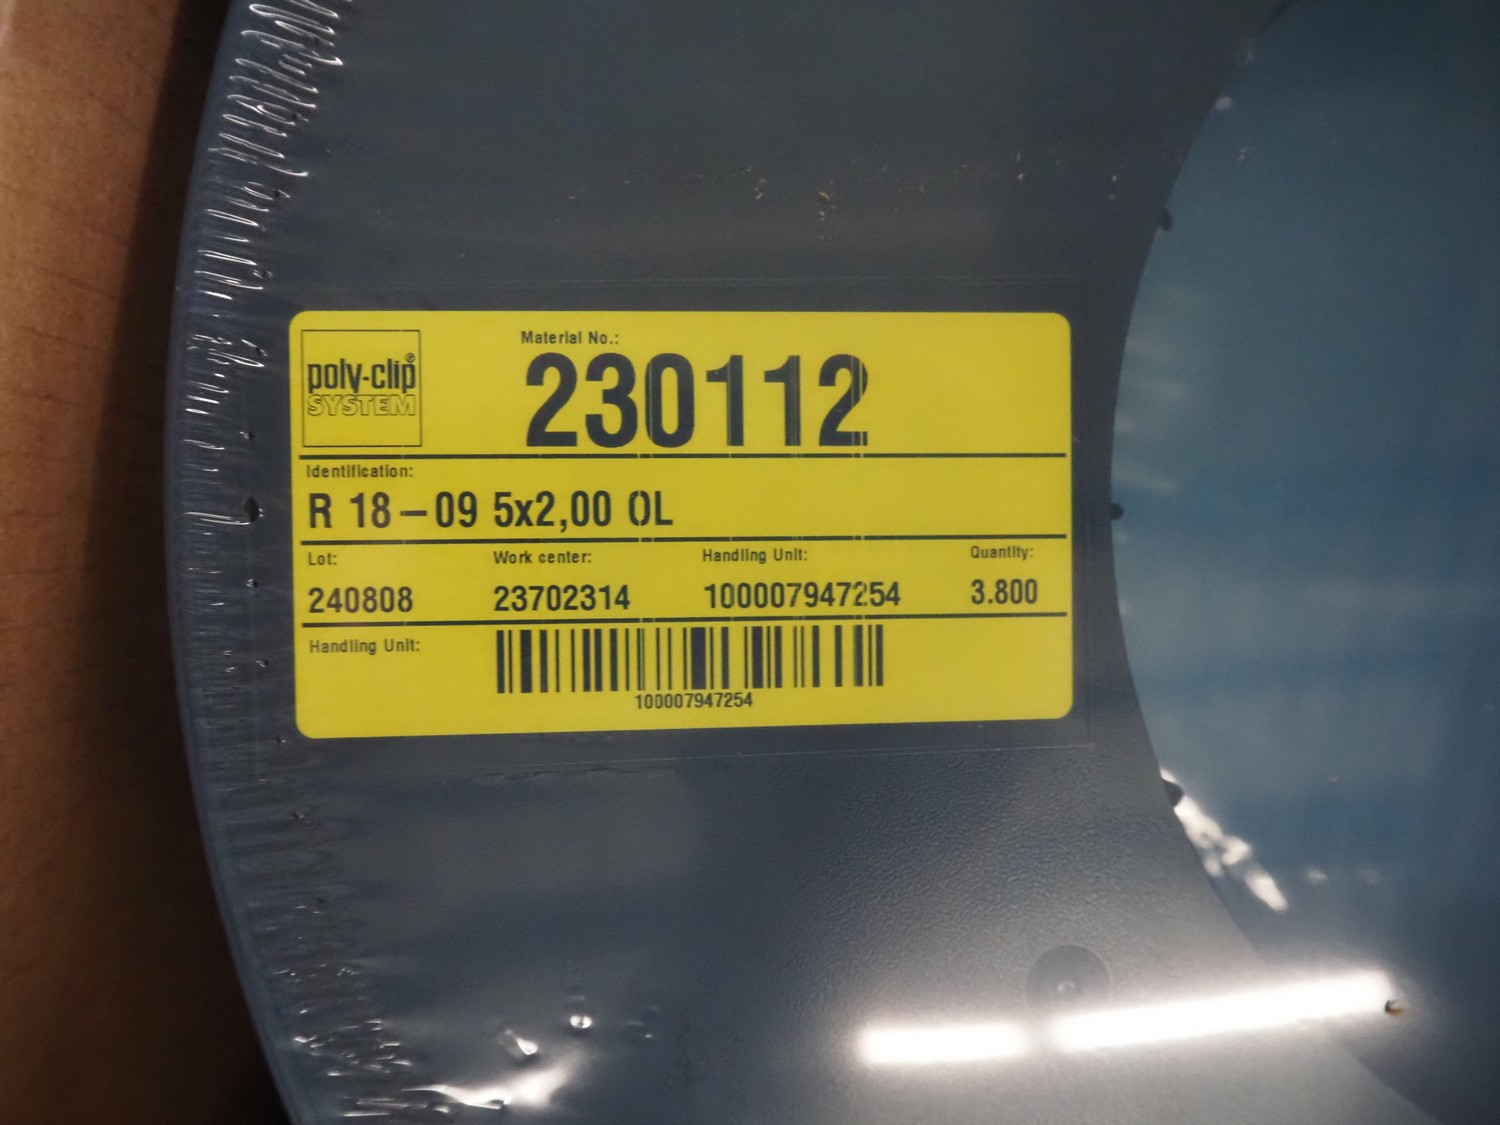 poly-clip®
SYSTEM
Material No.:
230112
Identification:
R 18–09 5x2,00 OL
Lot: Work center: Handling Unit: Quantity:
240808 23702314 100007947254 3.800
Handling Unit:
100007947254